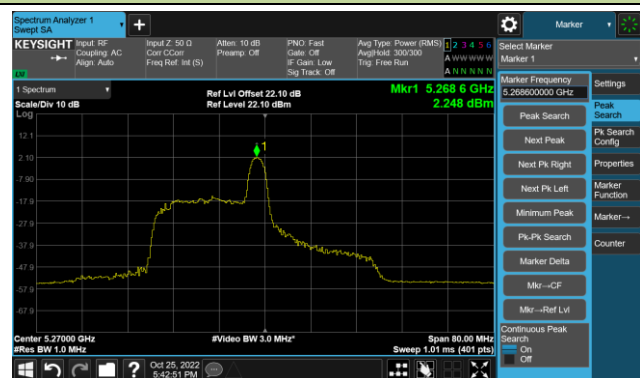 Spectrum Analyzer 1
Swept SA
+
Marker
KEYSIGHT
Input: RF
Coupling: AC
Align: Auto
Input Z: 50 Ω
Corr CCorr
Freq Ref: Int (S)
Atten: 10 dB
Preamp: Off
PNO: Fast
Gate: Off
IF Gain: Low
Sig Track: Off
Avg Type: Power (RMS)
Avg|Hold: 300/300
Trig: Free Run
1 2 3 4 5 6
A W W W W W
A N N N N N
LXI
Select Marker
Marker 1
1 Spectrum
Scale/Div 10 dB
Log
Ref Lvl Offset 22.10 dB
Ref Level 22.10 dBm
Mkr1 5.268 6 GHz
2.248 dBm
1
12.1
2.10
-7.90
-17.9
-27.9
-37.9
-47.9
-57.9
-67.9
Center 5.27000 GHz
#Res BW 1.0 MHz
#Video BW 3.0 MHz*
Span 80.00 MHz
Sweep 1.01 ms (401 pts)
Marker Frequency
5.268600000 GHz
Peak Search
Next Peak
Next Pk Right
Next Pk Left
Minimum Peak
Pk-Pk Search
Marker Delta
Mkr→CF
Mkr→Ref Lvl
Continuous Peak
Search
On
Off
Settings
Peak
Search
Pk Search
Config
Properties
Marker
Function
Marker→
Counter
?
Oct 25, 2022
5:42:51 PM